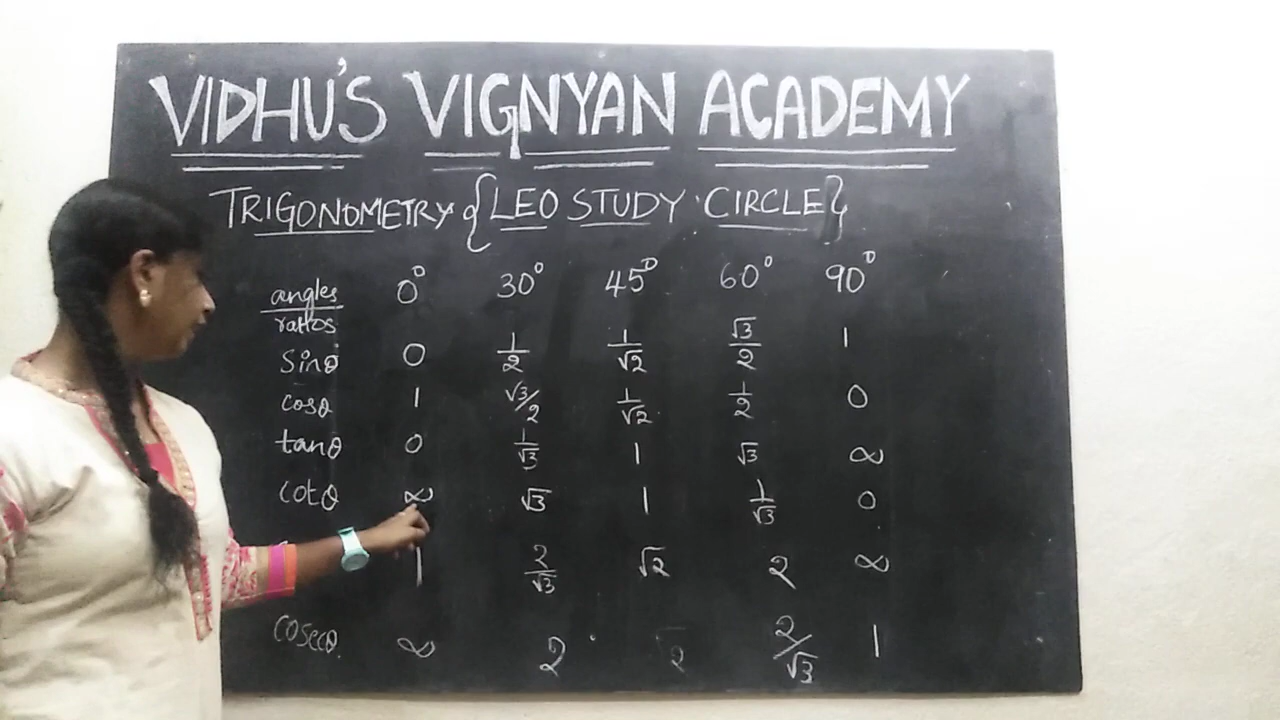 VIDHU'S VIGNYAN ACADEMY
TRIGONOMETRY {LEO STUDY CIRCLE}
angles 0° 30° 45° 60° 90°
ratios
Sinθ 0 1/2 1/√2 √3/2 1
cosθ 1 √3/2 1/√2 1/2 0
tanθ 0 1/√3 1 √3 ∞
cotθ ∞ √3 1 1/√3 0
1 2/√3 √2 2 ∞
cosecθ ∞ 2 √2 2/√3 1